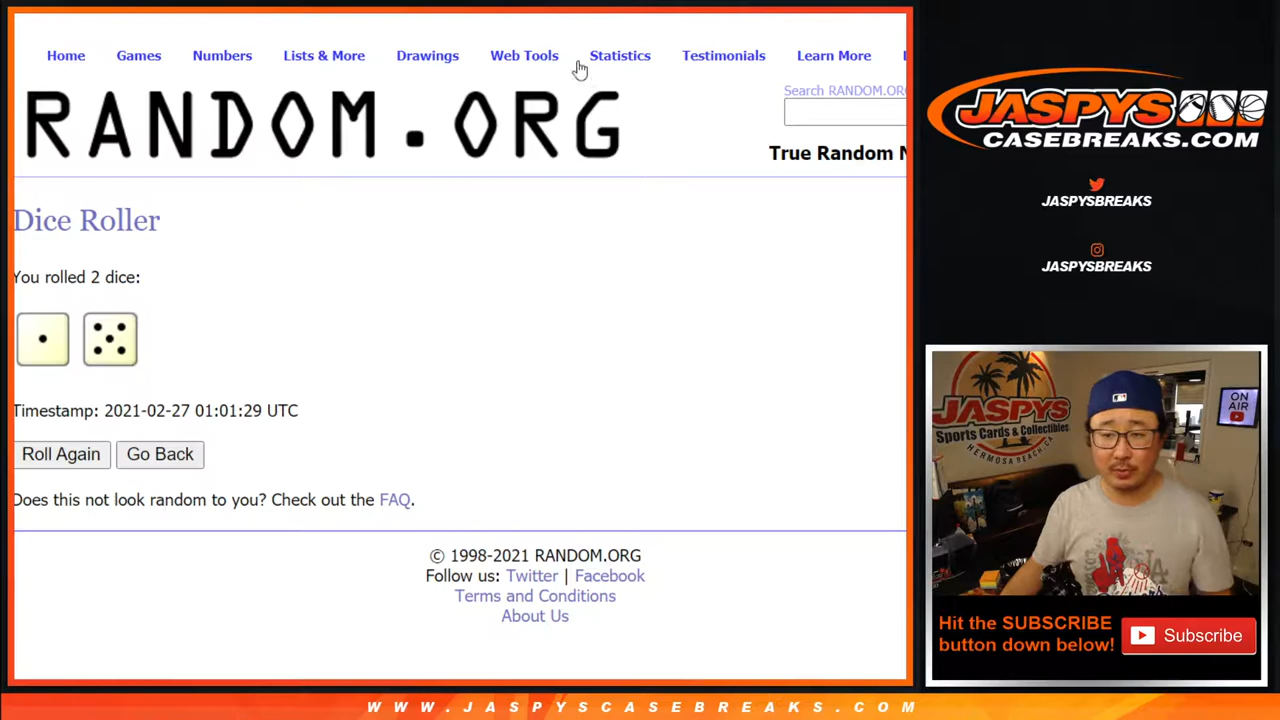 Home Games Numbers Lists & More Drawings Web Tools Statistics Testimonials Learn More
RANDOM.ORG
Search RANDOM.ORG
True Random N
Dice Roller
You rolled 2 dice:
Timestamp: 2021-02-27 01:01:29 UTC
Roll Again Go Back
Does this not look random to you? Check out the FAQ.
© 1998-2021 RANDOM.ORG
Follow us: Twitter | Facebook
Terms and Conditions
About Us
JASPYS
CASEBREAKS.COM
JASPYSBREAKS
JASPYSBREAKS
JASPYS
Sports Cards & Collectibles
HERMOSA BEACH, CA
ON
AIR
LA
Hit the SUBSCRIBE
button down below!
Subscribe
WWW.JASPYSCASEBREAKS.COM